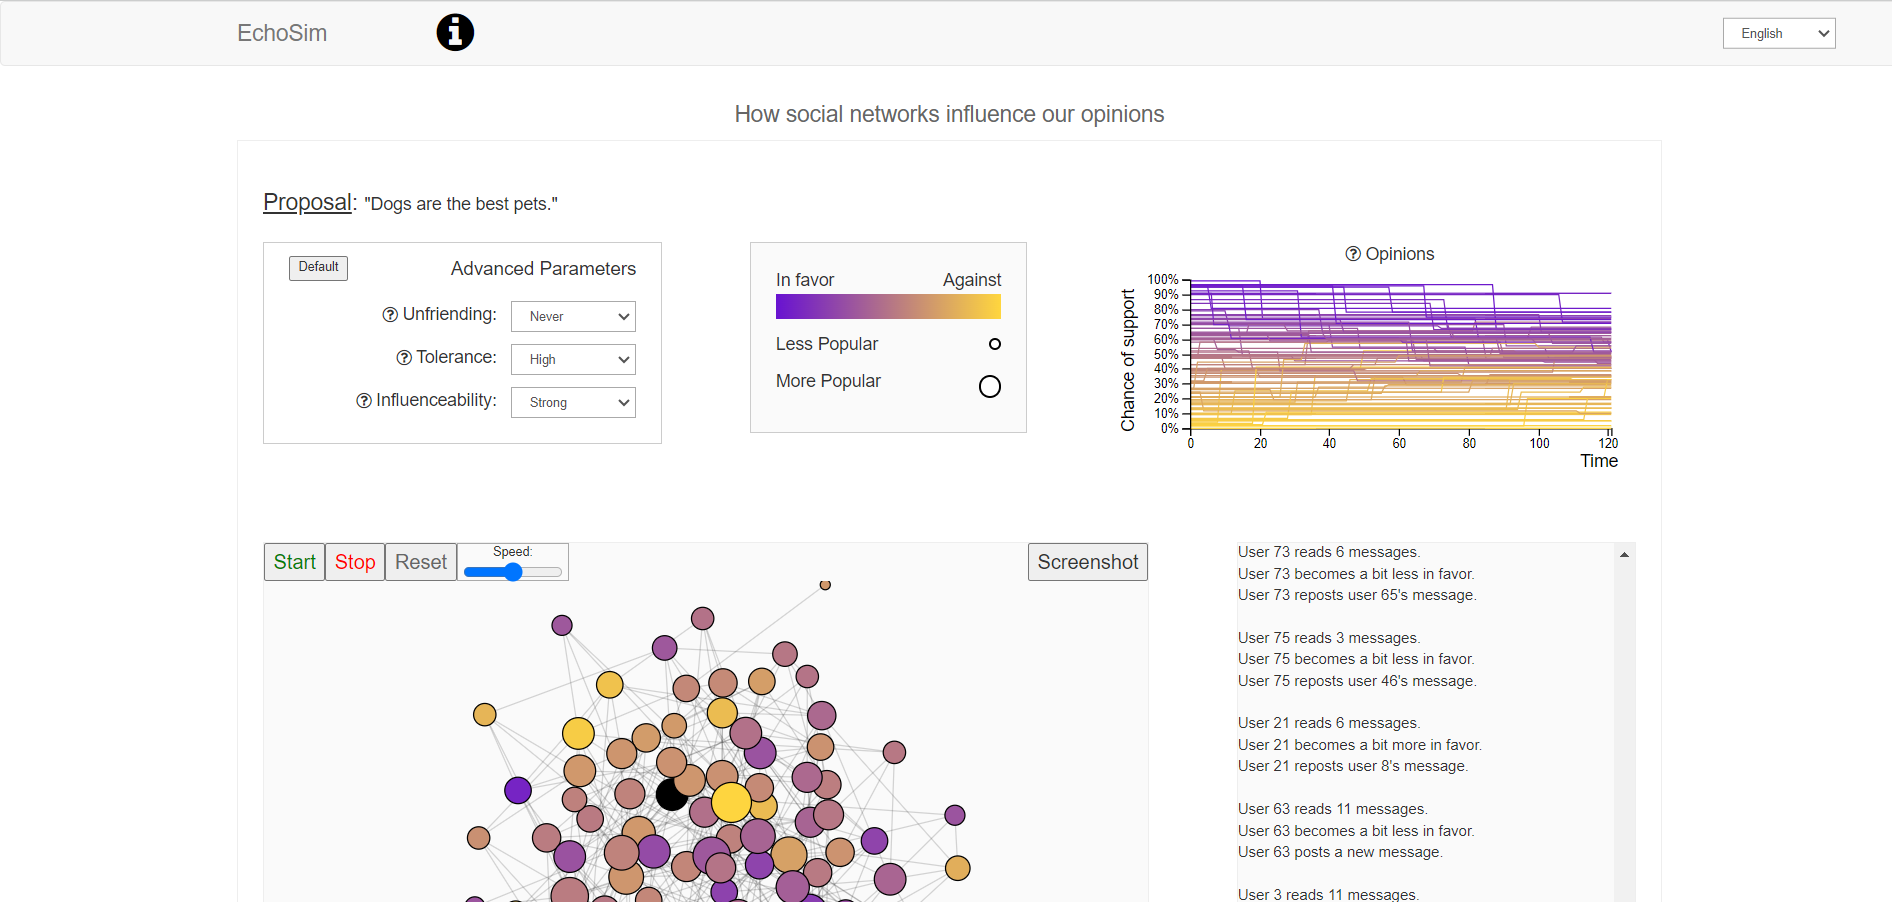 EchoSim
English
How social networks influence our opinions
Proposal: "Dogs are the best pets."
Default
Advanced Parameters
Unfriending: Never
Tolerance: High
Influenceability: Strong
In favor Against
Less Popular
More Popular
Opinions
Chance of support
100%
90%
80%
70%
60%
50%
40%
30%
20%
10%
0%
0 20 40 60 80 100 120
Time
Start Stop Reset Speed: Screenshot
User 73 reads 6 messages.
User 73 becomes a bit less in favor.
User 73 reposts user 65's message.
User 75 reads 3 messages.
User 75 becomes a bit less in favor.
User 75 reposts user 46's message.
User 21 reads 6 messages.
User 21 becomes a bit more in favor.
User 21 reposts user 8's message.
User 63 reads 11 messages.
User 63 becomes a bit less in favor.
User 63 posts a new message.
User 3 reads 11 messages.